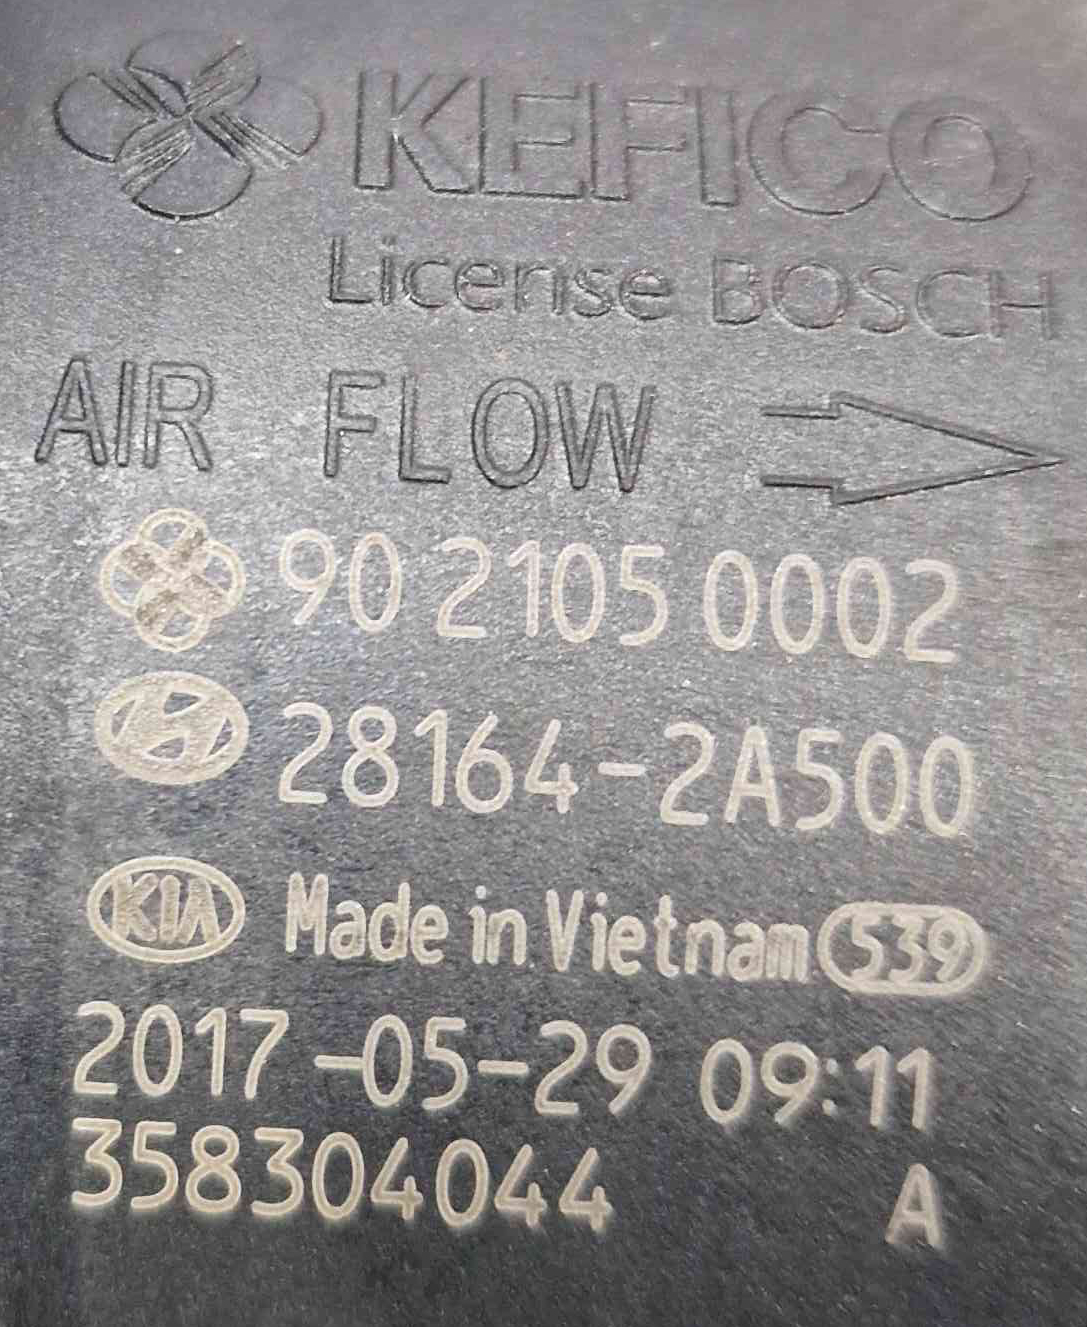 KEFICO
License BOSCH
AIR FLOW
90 2105 0002
28164-2A500
KIA Made in Vietnam 539
2017-05-29 09:11
358304044 A